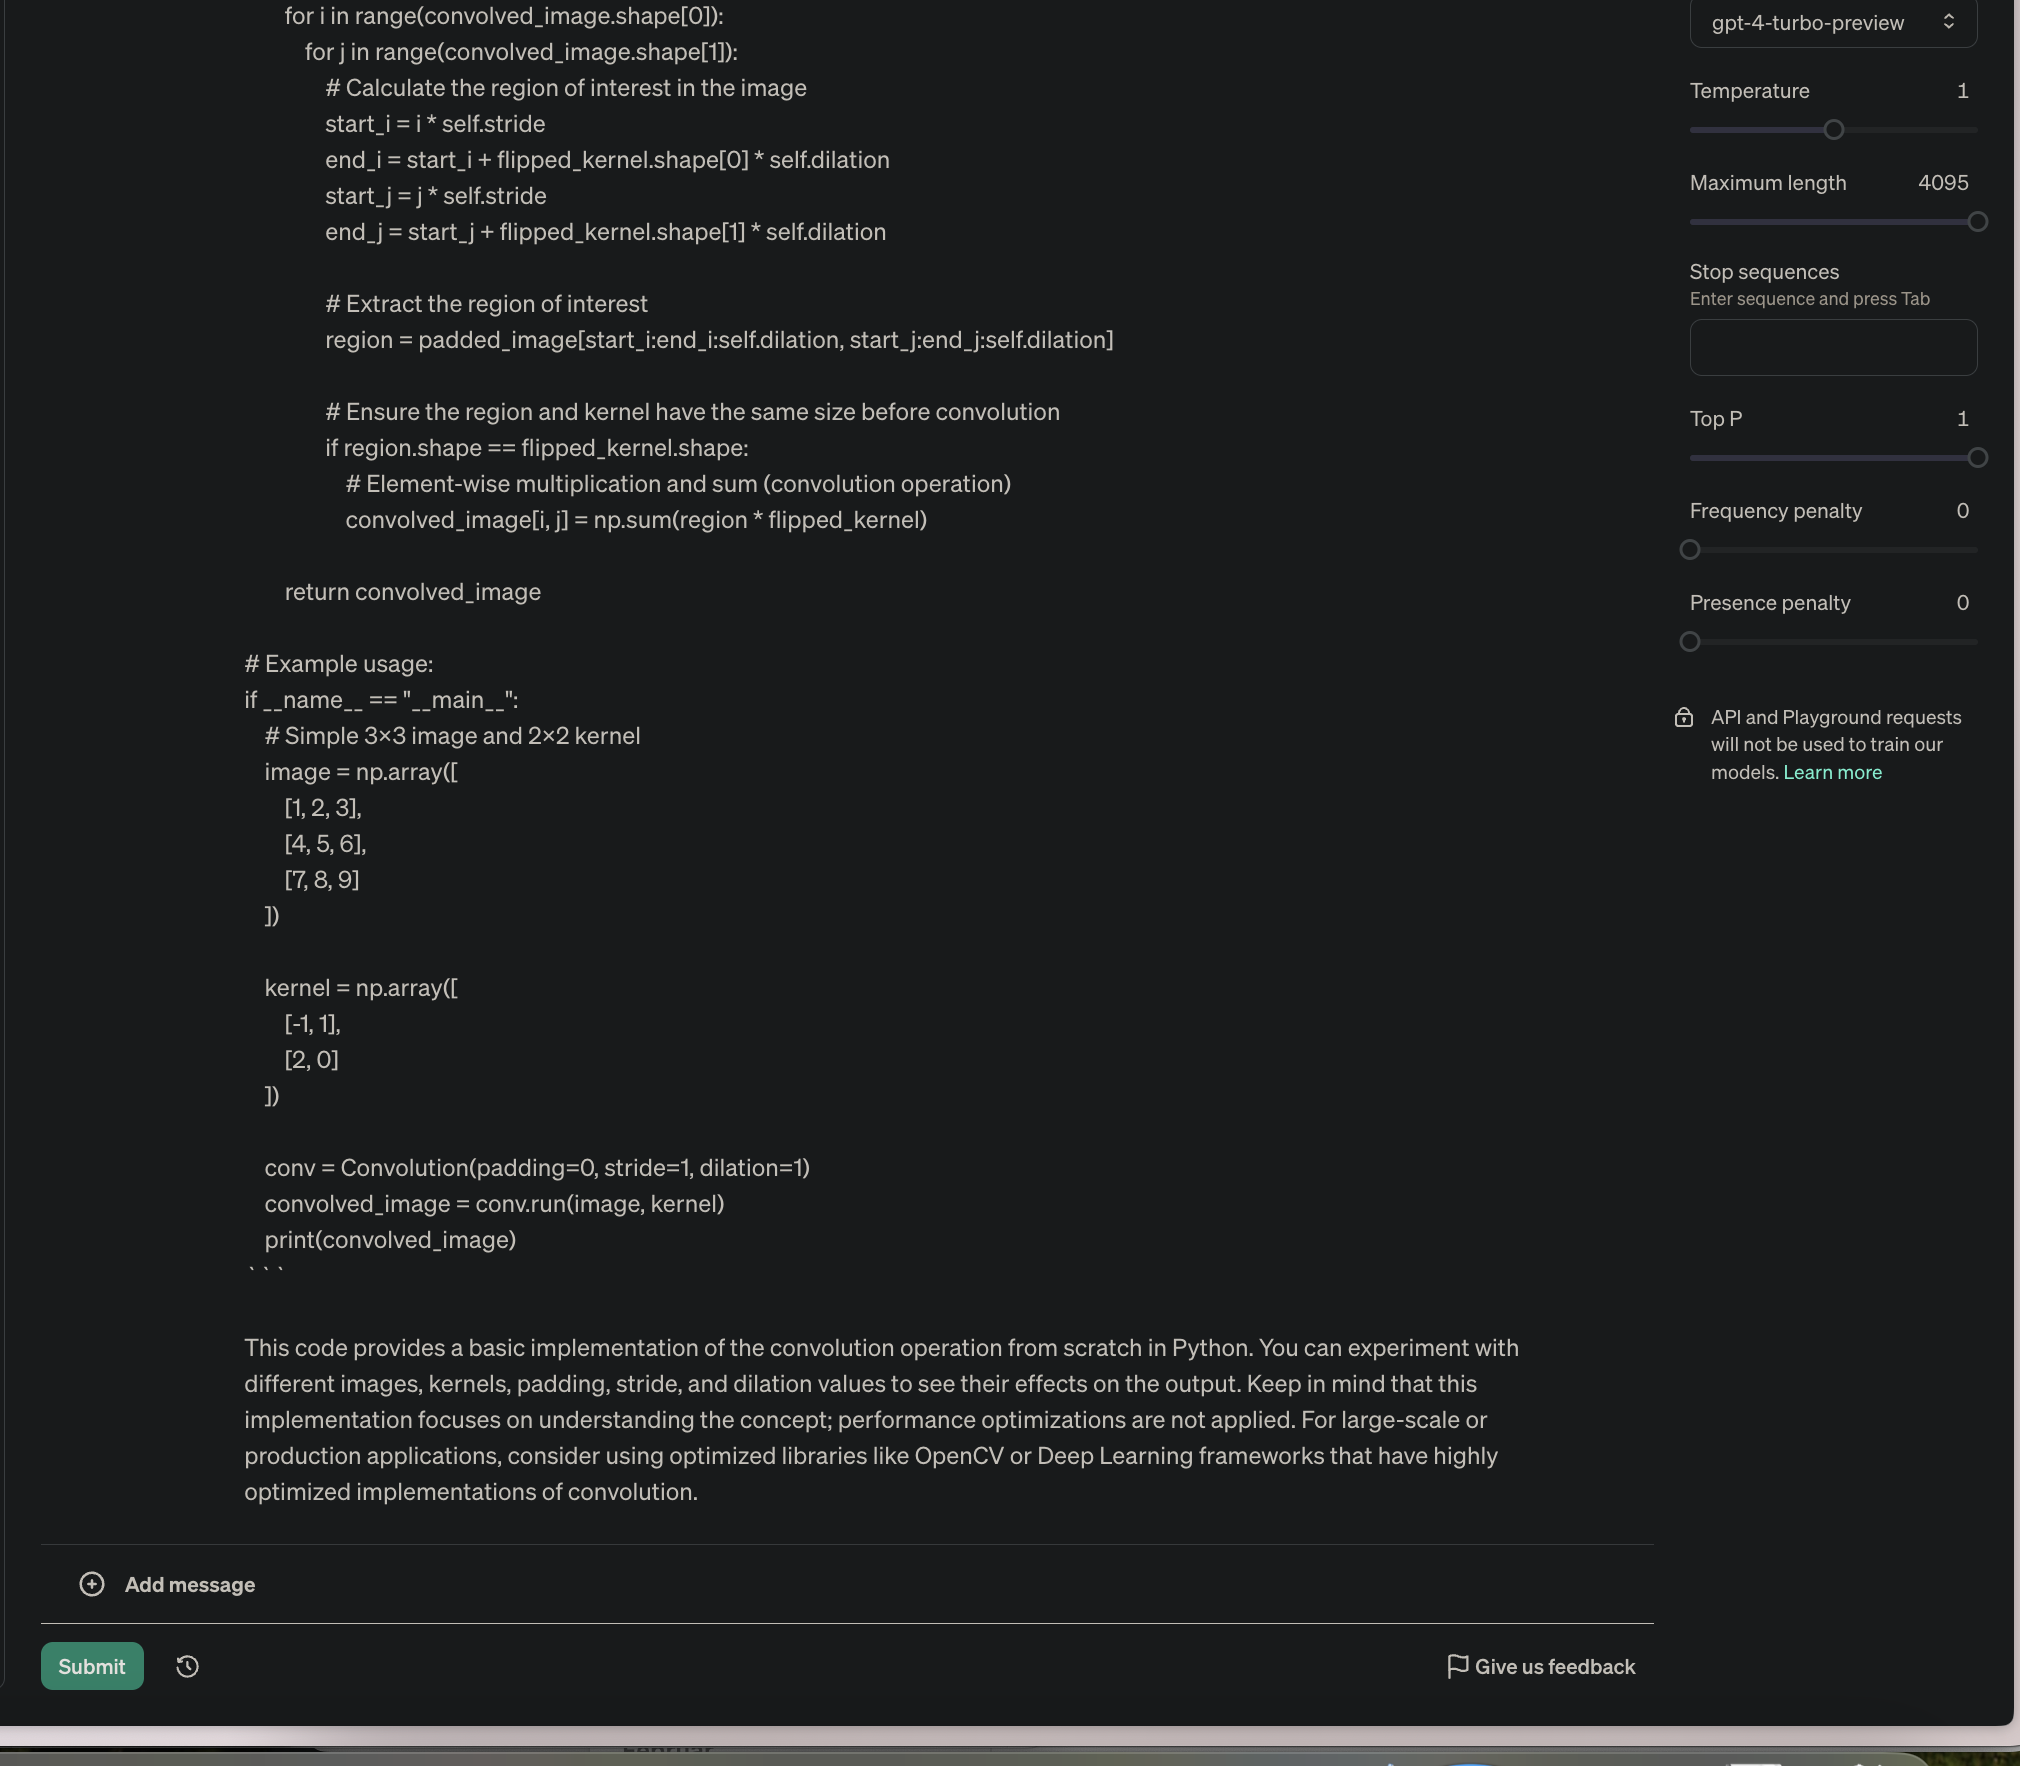 for i in range(convolved_image.shape[0]):
for j in range(convolved_image.shape[1]):
# Calculate the region of interest in the image
start_i = i * self.stride
end_i = start_i + flipped_kernel.shape[0] * self.dilation
start_j = j * self.stride
end_j = start_j + flipped_kernel.shape[1] * self.dilation
# Extract the region of interest
region = padded_image[start_i:end_i:self.dilation, start_j:end_j:self.dilation]
# Ensure the region and kernel have the same size before convolution
if region.shape == flipped_kernel.shape:
# Element-wise multiplication and sum (convolution operation)
convolved_image[i, j] = np.sum(region * flipped_kernel)
return convolved_image
# Example usage:
if __name__ == "__main__":
# Simple 3×3 image and 2×2 kernel
image = np.array([
[1, 2, 3],
[4, 5, 6],
[7, 8, 9]
])
kernel = np.array([
[-1, 1],
[2, 0]
])
conv = Convolution(padding=0, stride=1, dilation=1)
convolved_image = conv.run(image, kernel)
print(convolved_image)
```
This code provides a basic implementation of the convolution operation from scratch in Python. You can experiment with
different images, kernels, padding, stride, and dilation values to see their effects on the output. Keep in mind that this
implementation focuses on understanding the concept; performance optimizations are not applied. For large-scale or
production applications, consider using optimized libraries like OpenCV or Deep Learning frameworks that have highly
optimized implementations of convolution.
Add message
Submit
Give us feedback
gpt-4-turbo-preview
Temperature 1
Maximum length 4095
Stop sequences
Enter sequence and press Tab
Top P 1
Frequency penalty 0
Presence penalty 0
API and Playground requests
will not be used to train our
models. Learn more